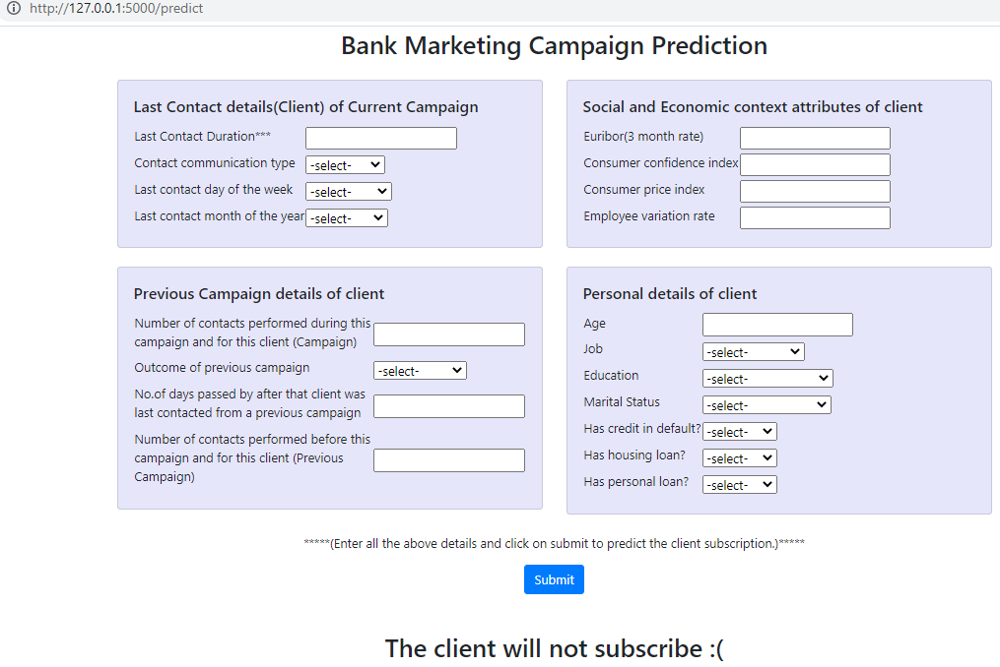 http://127.0.0.1:5000/predict
Bank Marketing Campaign Prediction
Last Contact details(Client) of Current Campaign
Last Contact Duration***
Contact communication type -select-
Last contact day of the week -select-
Last contact month of the year -select-
Social and Economic context attributes of client
Euribor(3 month rate)
Consumer confidence index
Consumer price index
Employee variation rate
Previous Campaign details of client
Number of contacts performed during this
campaign and for this client (Campaign)
Outcome of previous campaign -select-
No.of days passed by after that client was
last contacted from a previous campaign
Number of contacts performed before this
campaign and for this client (Previous
Campaign)
Personal details of client
Age
Job -select-
Education -select-
Marital Status -select-
Has credit in default? -select-
Has housing loan? -select-
Has personal loan? -select-
*****(Enter all the above details and click on submit to predict the client subscription.)*****
Submit
The client will not subscribe :(